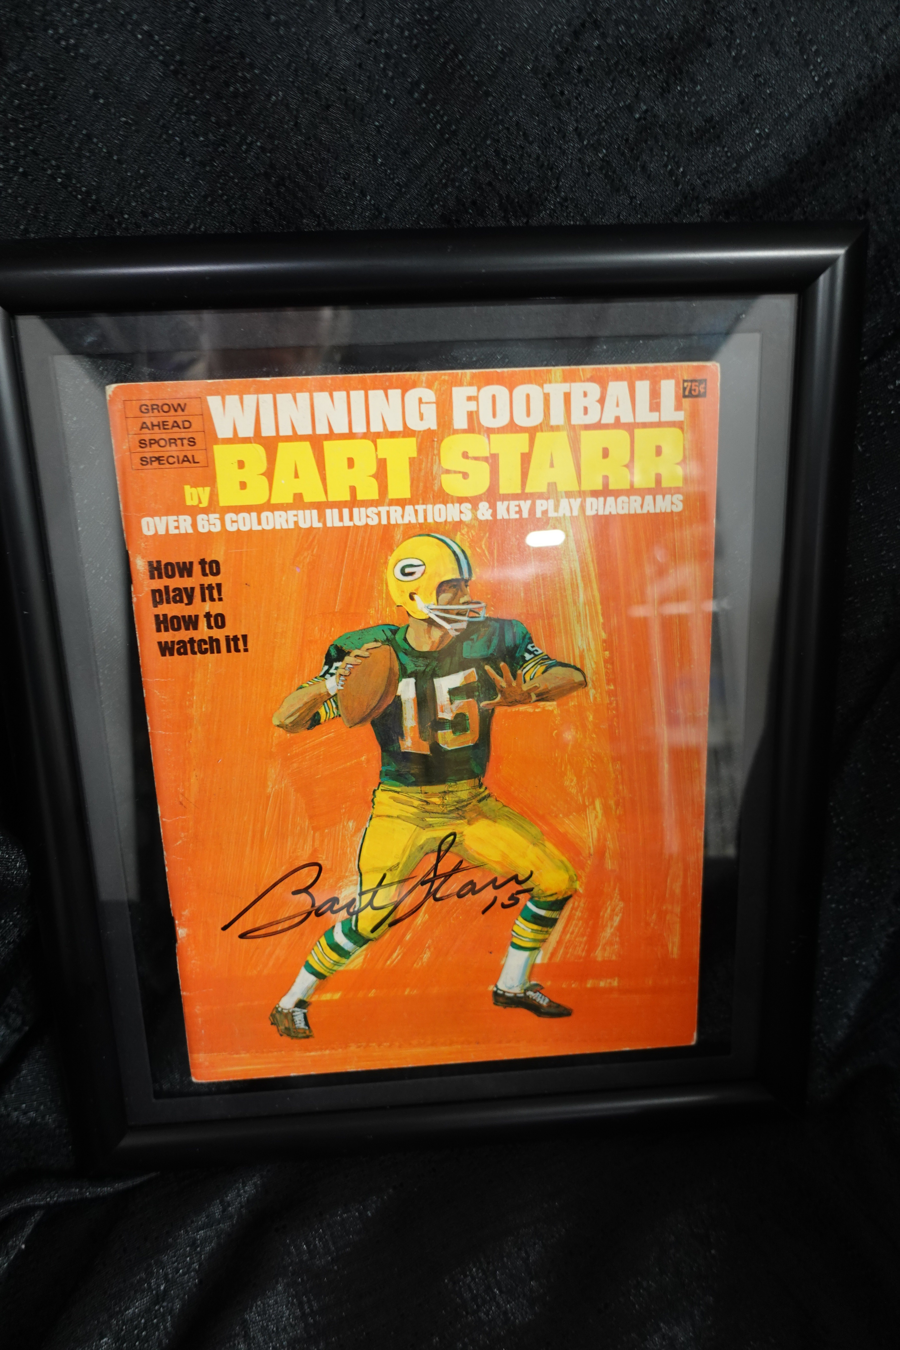 GROW
AHEAD
SPORTS
SPECIAL
WINNING FOOTBALL
75¢
by BART STARR
OVER 65 COLORFUL ILLUSTRATIONS & KEY PLAY DIAGRAMS
How to
play it!
How to
watch it!
G
15
15
15
Bart Starr
15